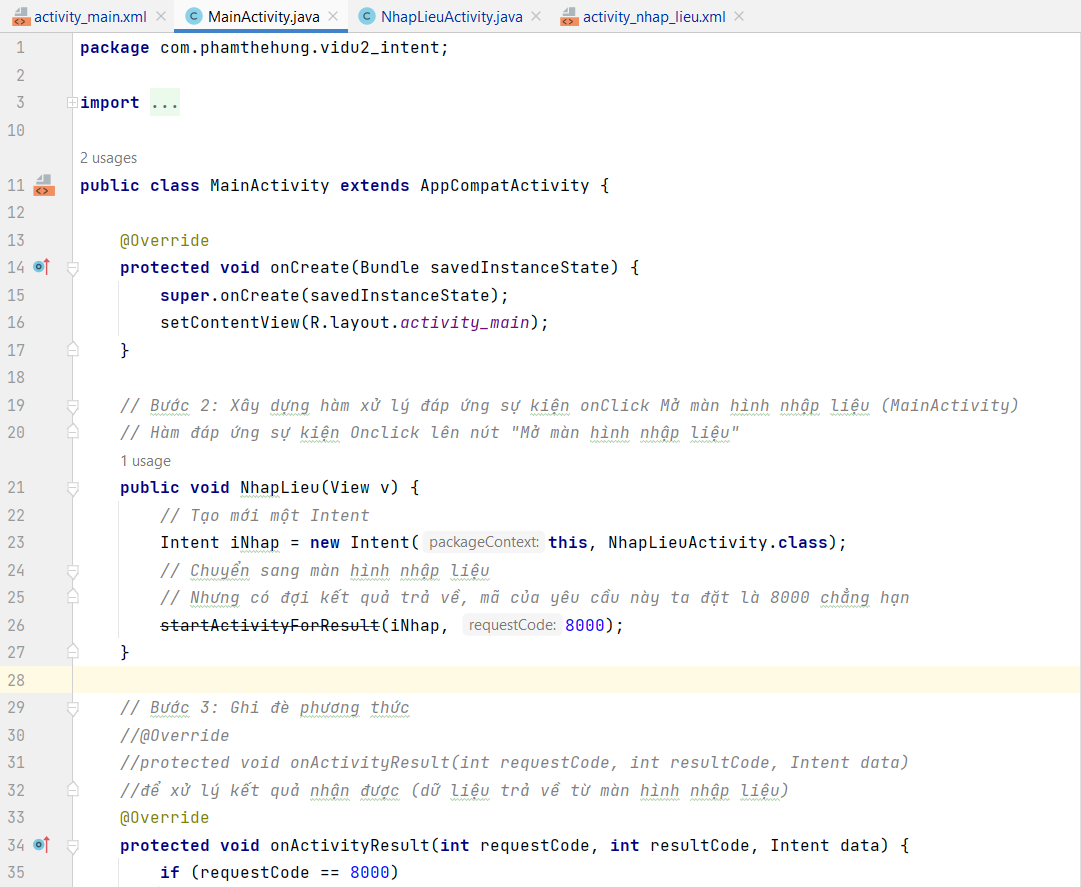 activity_main.xml × MainActivity.java × NhapLieuActivity.java × activity_nhap_lieu.xml ×
1 package com.phamthehung.vidu2_intent;
2
3 import ...
10
2 usages
11 public class MainActivity extends AppCompatActivity {
12
13 @Override
14 protected void onCreate(Bundle savedInstanceState) {
15 super.onCreate(savedInstanceState);
16 setContentView(R.layout.activity_main);
17 }
18
19 // Bước 2: Xây dựng hàm xử lý đáp ứng sự kiện onClick Mở màn hình nhập liệu (MainActivity)
20 // Hàm đáp ứng sự kiện Onclick lên nút "Mở màn hình nhập liệu"
1 usage
21 public void NhapLieu(View v) {
22 // Tạo mới một Intent
23 Intent iNhap = new Intent( packageContext: this, NhapLieuActivity.class);
24 // Chuyển sang màn hình nhập liệu
25 // Nhưng có đợi kết quả trả về, mã của yêu cầu này ta đặt là 8000 chẳng hạn
26 startActivityForResult(iNhap, requestCode: 8000);
27 }
28
29 // Bước 3: Ghi đè phương thức
30 //@Override
31 //protected void onActivityResult(int requestCode, int resultCode, Intent data)
32 //để xử lý kết quả nhận được (dữ liệu trả về từ màn hình nhập liệu)
33 @Override
34 protected void onActivityResult(int requestCode, int resultCode, Intent data) {
35 if (requestCode == 8000)